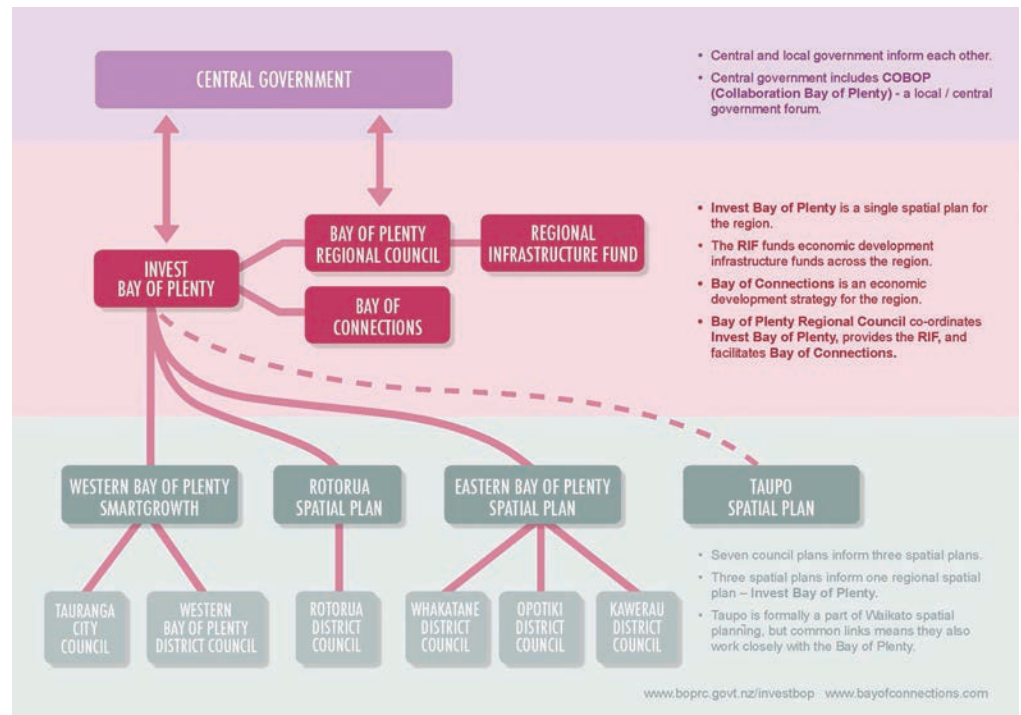 CENTRAL GOVERNMENT
• Central and local government inform each other.
• Central government includes COBOP
(Collaboration Bay of Plenty) - a local / central
government forum.
INVEST
BAY OF PLENTY
BAY OF PLENTY
REGIONAL COUNCIL
REGIONAL
INFRASTRUCTURE FUND
BAY OF
CONNECTIONS
• Invest Bay of Plenty is a single spatial plan for
the region.
• The RIF funds economic development
infrastructure funds across the region.
• Bay of Connections is an economic
development strategy for the region.
• Bay of Plenty Regional Council co-ordinates
Invest Bay of Plenty, provides the RIF, and
facilitates Bay of Connections.
WESTERN BAY OF PLENTY
SMARTGROWTH
ROTORUA
SPATIAL PLAN
EASTERN BAY OF PLENTY
SPATIAL PLAN
TAUPO
SPATIAL PLAN
TAURANGA
CITY
COUNCIL
WESTERN
BAY OF PLENTY
DISTRICT COUNCIL
ROTORUA
DISTRICT
COUNCIL
WHAKATANE
DISTRICT
COUNCIL
OPOTIKI
DISTRICT
COUNCIL
KAWERAU
DISTRICT
COUNCIL
• Seven council plans inform three spatial plans.
• Three spatial plans inform one regional spatial
plan – Invest Bay of Plenty.
• Taupo is formally a part of Waikato spatial
planning, but common links means they also
work closely with the Bay of Plenty.
www.boprc.govt.nz/investbop www.bayofconnections.com